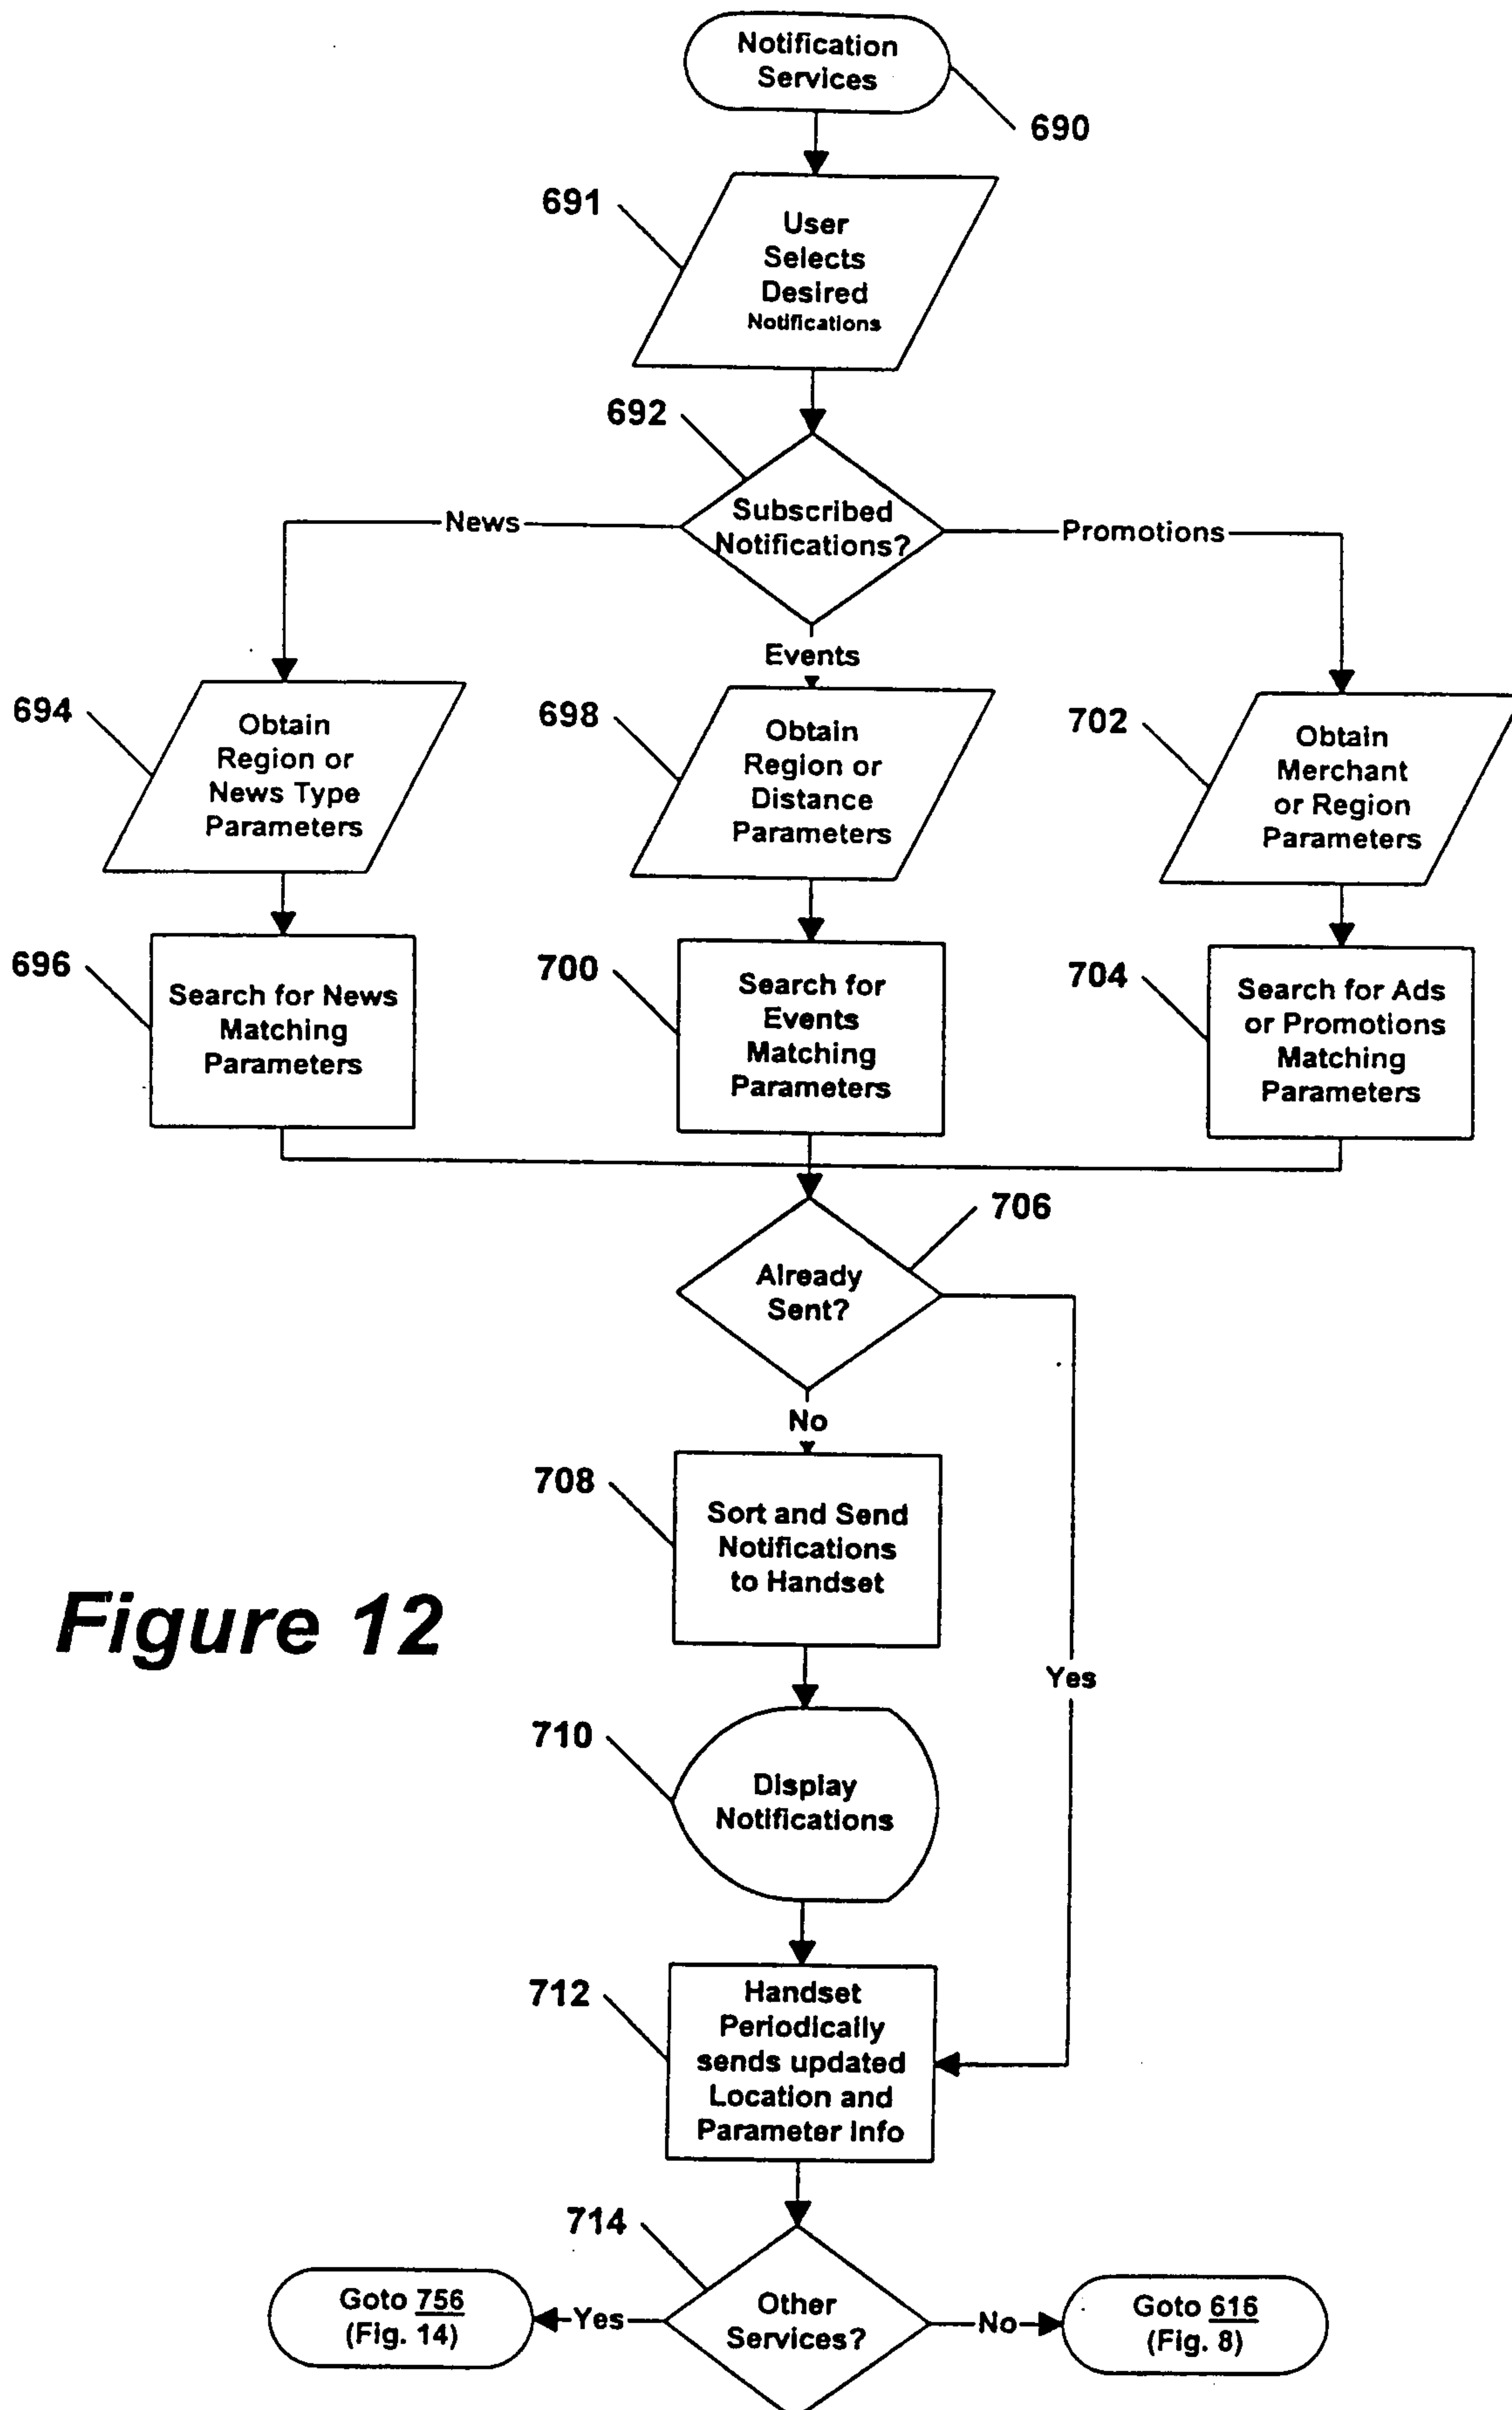 Notification
Services
690
691
User
Selects
Desired
Notifications
692
Subscribed
Notifications?
News
Promotions
Events
694
Obtain
Region or
News Type
Parameters
698
Obtain
Region or
Distance
Parameters
702
Obtain
Merchant
or Region
Parameters
696
Search for News
Matching
Parameters
700
Search for
Events
Matching
Parameters
704
Search for Ads
or Promotions
Matching
Parameters
706
Already
Sent?
No
708
Sort and Send
Notifications
to Handset
Figure 12
Yes
710
Display
Notifications
712
Handset
Periodically
sends updated
Location and
Parameter Info
714
Other
Services?
Yes
Goto 756
(Fig. 14)
No
Goto 616
(Fig. 8)